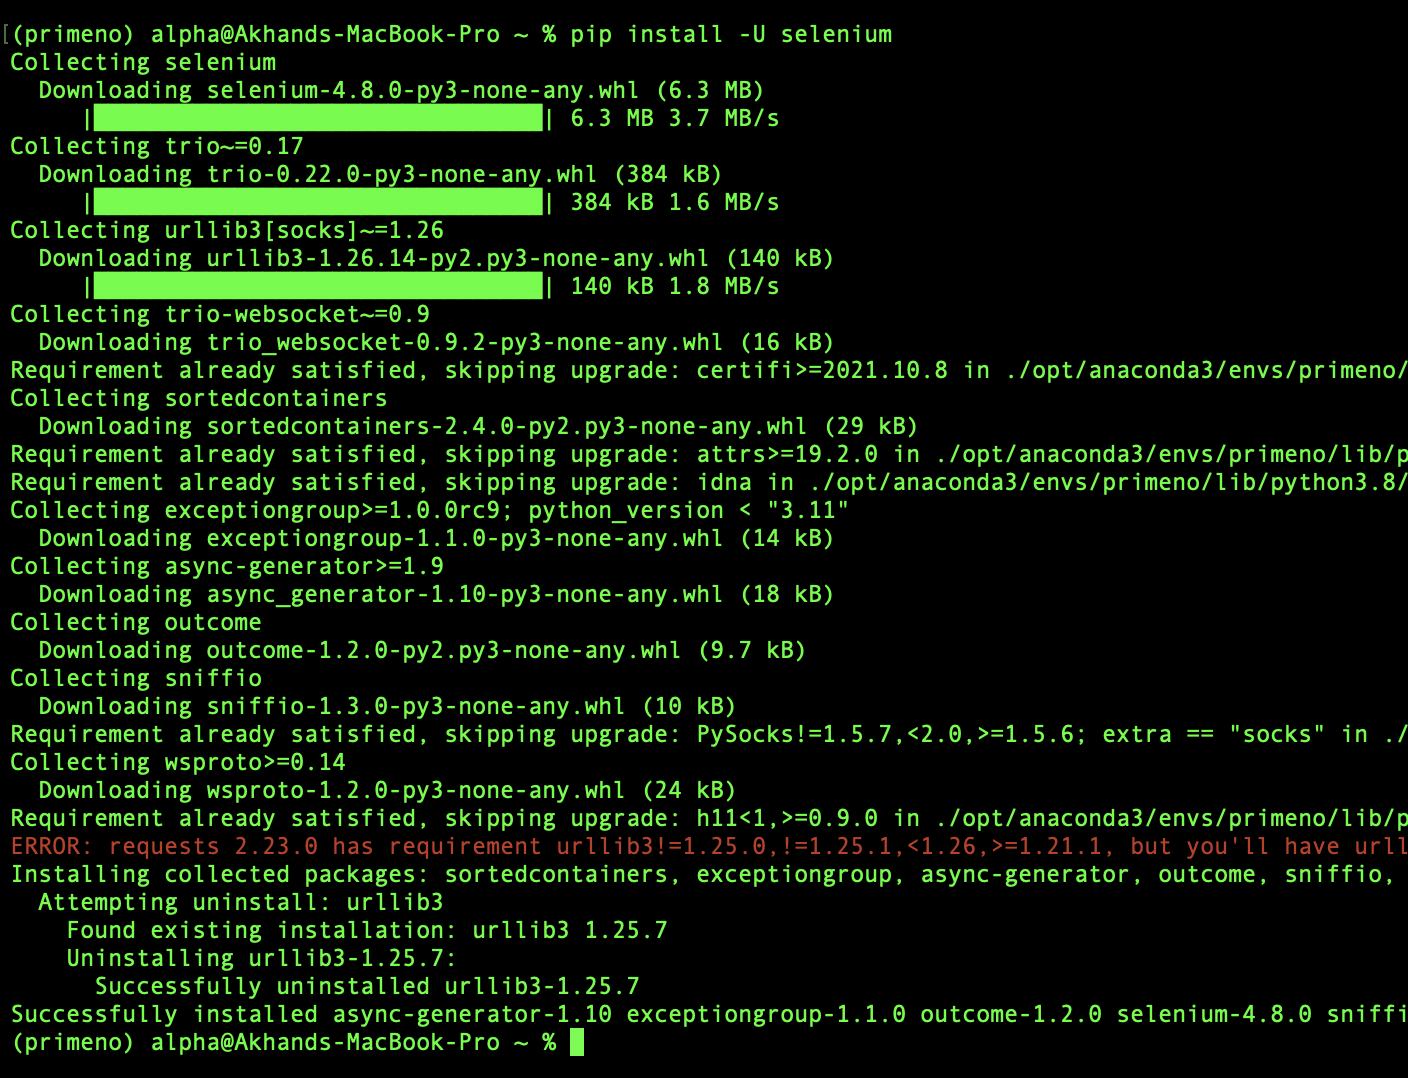 [(primeno) alpha@Akhands-MacBook-Pro ~ % pip install -U selenium
Collecting selenium
  Downloading selenium-4.8.0-py3-none-any.whl (6.3 MB)
     |████████████████████████████████| 6.3 MB 3.7 MB/s
Collecting trio~=0.17
  Downloading trio-0.22.0-py3-none-any.whl (384 kB)
     |████████████████████████████████| 384 kB 1.6 MB/s
Collecting urllib3[socks]~=1.26
  Downloading urllib3-1.26.14-py2.py3-none-any.whl (140 kB)
     |████████████████████████████████| 140 kB 1.8 MB/s
Collecting trio-websocket~=0.9
  Downloading trio_websocket-0.9.2-py3-none-any.whl (16 kB)
Requirement already satisfied, skipping upgrade: certifi>=2021.10.8 in ./opt/anaconda3/envs/primeno/
Collecting sortedcontainers
  Downloading sortedcontainers-2.4.0-py2.py3-none-any.whl (29 kB)
Requirement already satisfied, skipping upgrade: attrs>=19.2.0 in ./opt/anaconda3/envs/primeno/lib/p
Requirement already satisfied, skipping upgrade: idna in ./opt/anaconda3/envs/primeno/lib/python3.8/
Collecting exceptiongroup>=1.0.0rc9; python_version < "3.11"
  Downloading exceptiongroup-1.1.0-py3-none-any.whl (14 kB)
Collecting async-generator>=1.9
  Downloading async_generator-1.10-py3-none-any.whl (18 kB)
Collecting outcome
  Downloading outcome-1.2.0-py2.py3-none-any.whl (9.7 kB)
Collecting sniffio
  Downloading sniffio-1.3.0-py3-none-any.whl (10 kB)
Requirement already satisfied, skipping upgrade: PySocks!=1.5.7,<2.0,>=1.5.6; extra == "socks" in ./
Collecting wsproto>=0.14
  Downloading wsproto-1.2.0-py3-none-any.whl (24 kB)
Requirement already satisfied, skipping upgrade: h11<1,>=0.9.0 in ./opt/anaconda3/envs/primeno/lib/p
ERROR: requests 2.23.0 has requirement urllib3!=1.25.0,!=1.25.1,<1.26,>=1.21.1, but you'll have urll
Installing collected packages: sortedcontainers, exceptiongroup, async-generator, outcome, sniffio,
  Attempting uninstall: urllib3
    Found existing installation: urllib3 1.25.7
    Uninstalling urllib3-1.25.7:
      Successfully uninstalled urllib3-1.25.7
Successfully installed async-generator-1.10 exceptiongroup-1.1.0 outcome-1.2.0 selenium-4.8.0 sniffi
(primeno) alpha@Akhands-MacBook-Pro ~ %